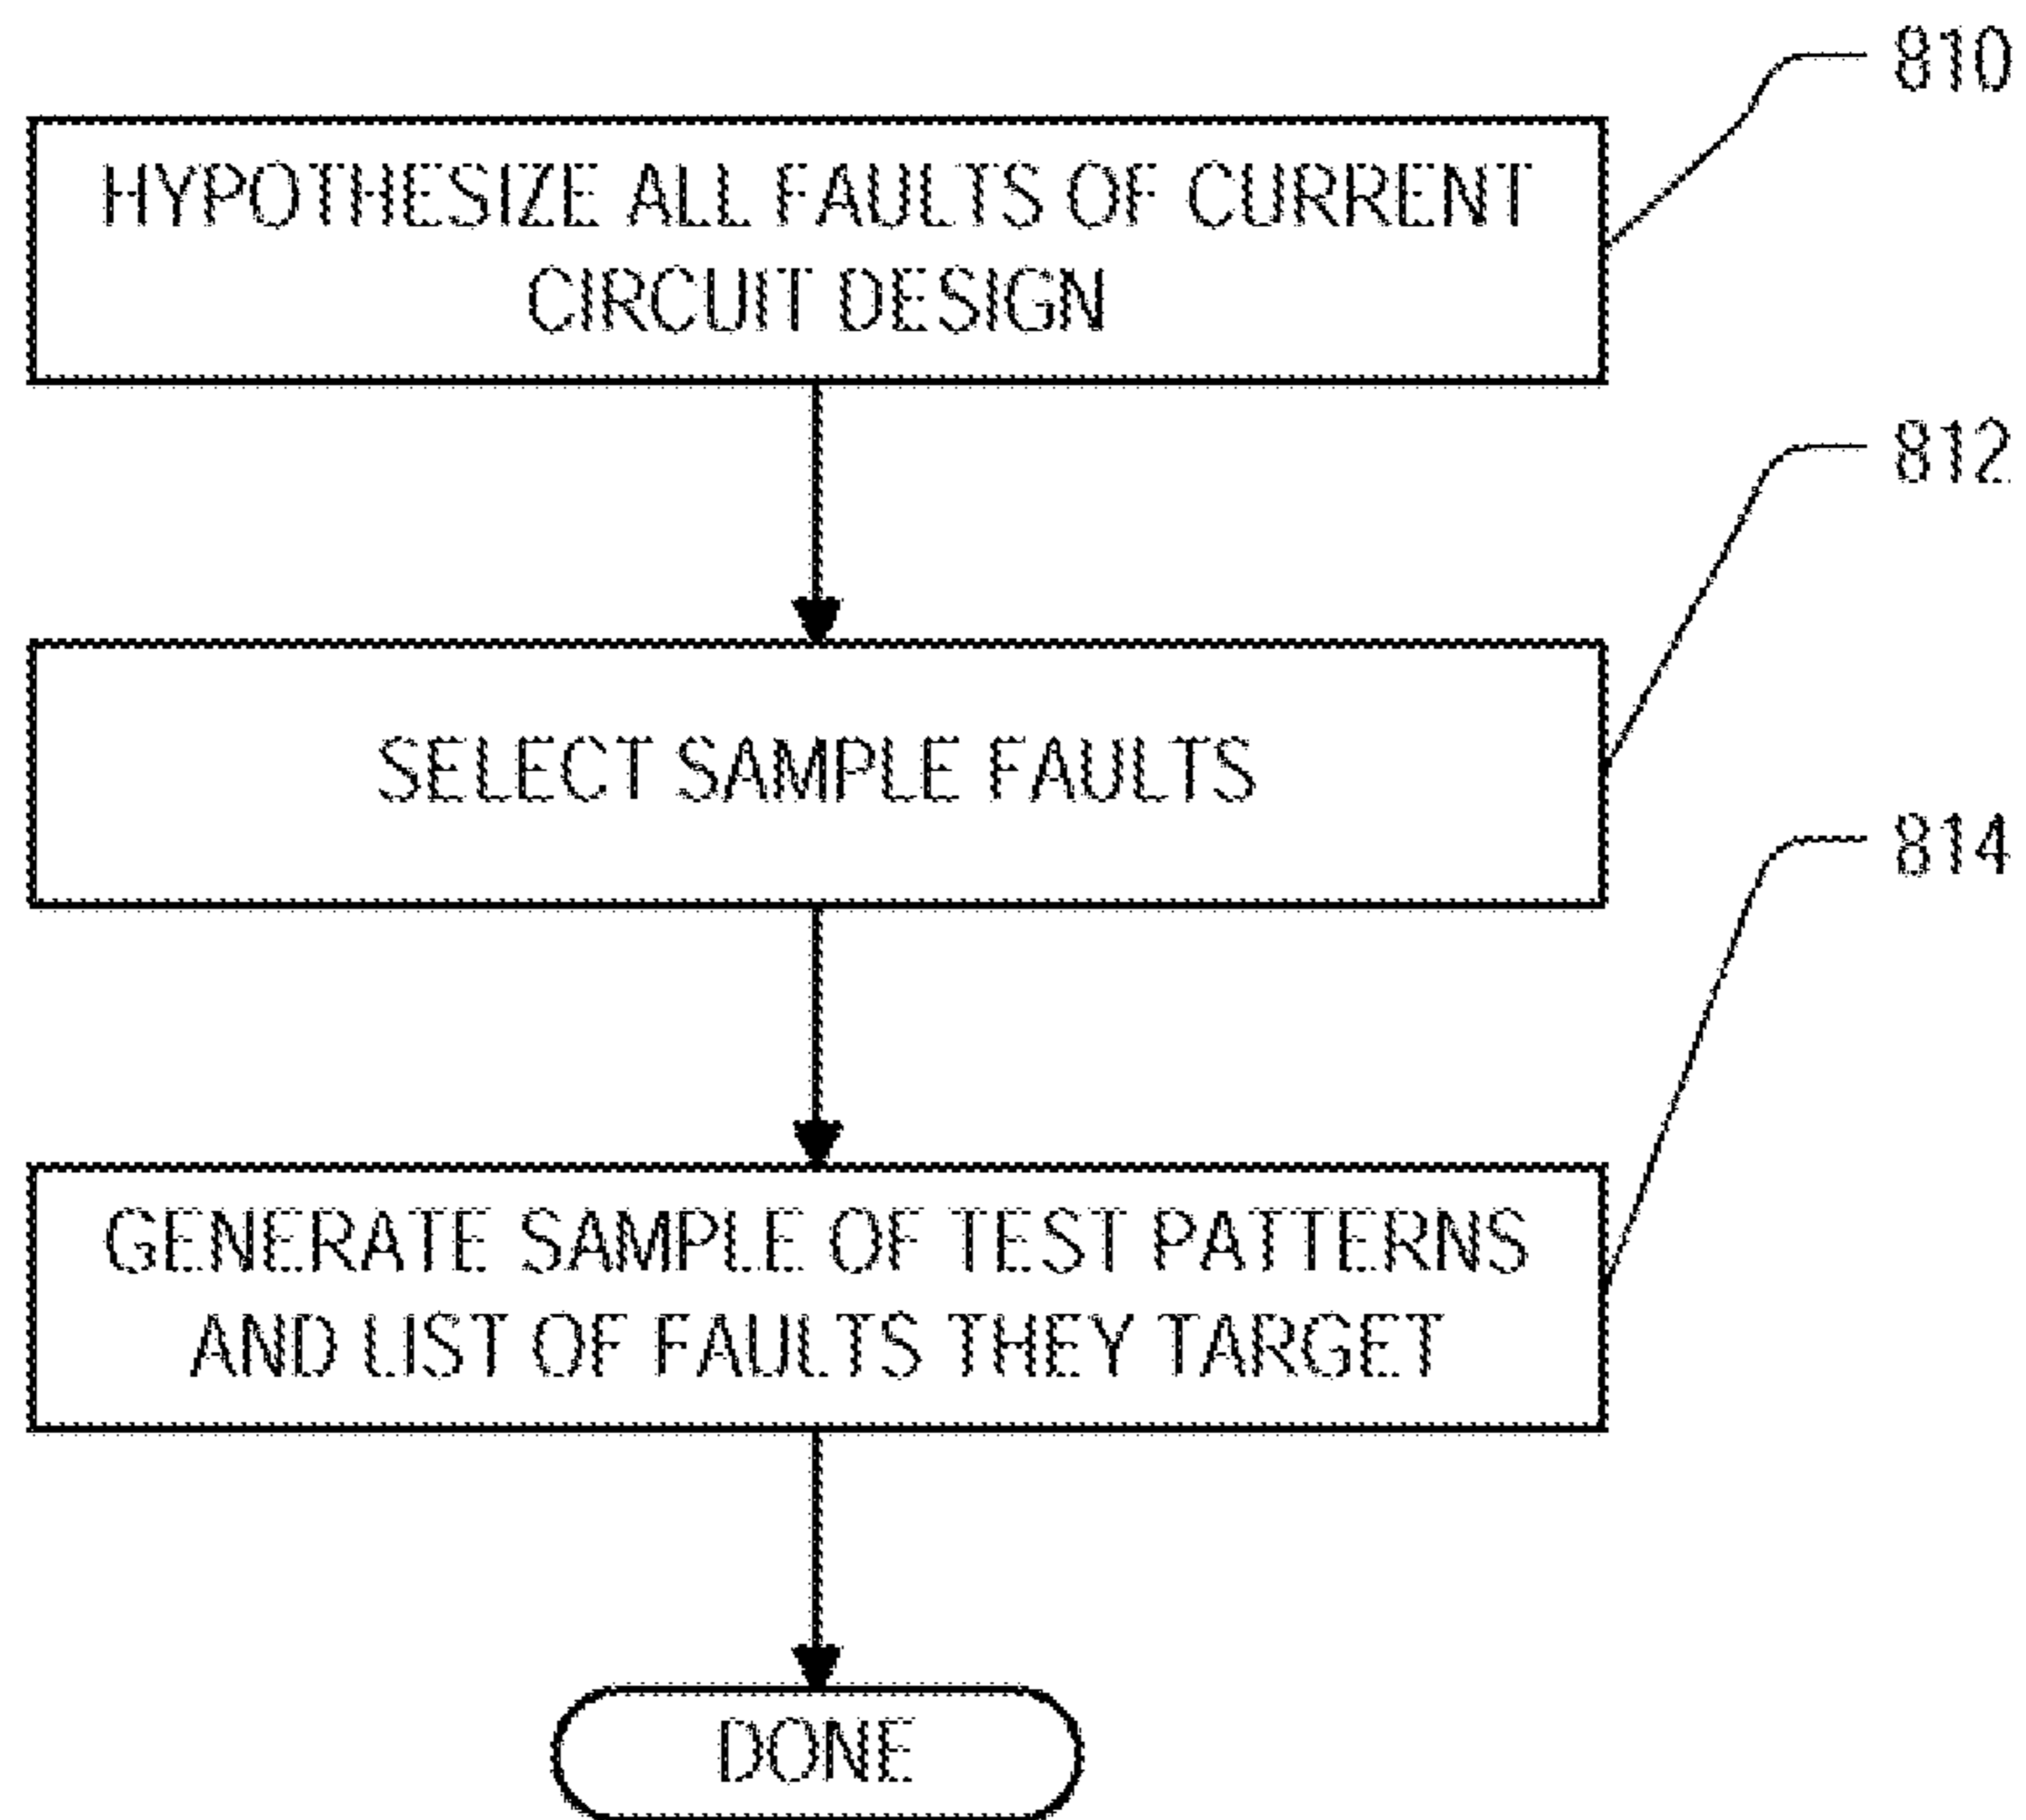 810
HYPOTHESIZE ALL FAULTS OF CURRENT
CIRCUIT DESIGN
812
SELECT SAMPLE FAULTS
814
GENERATE SAMPLE OF TEST PATTERNS
AND LIST OF FAULTS THEY TARGET
DONE